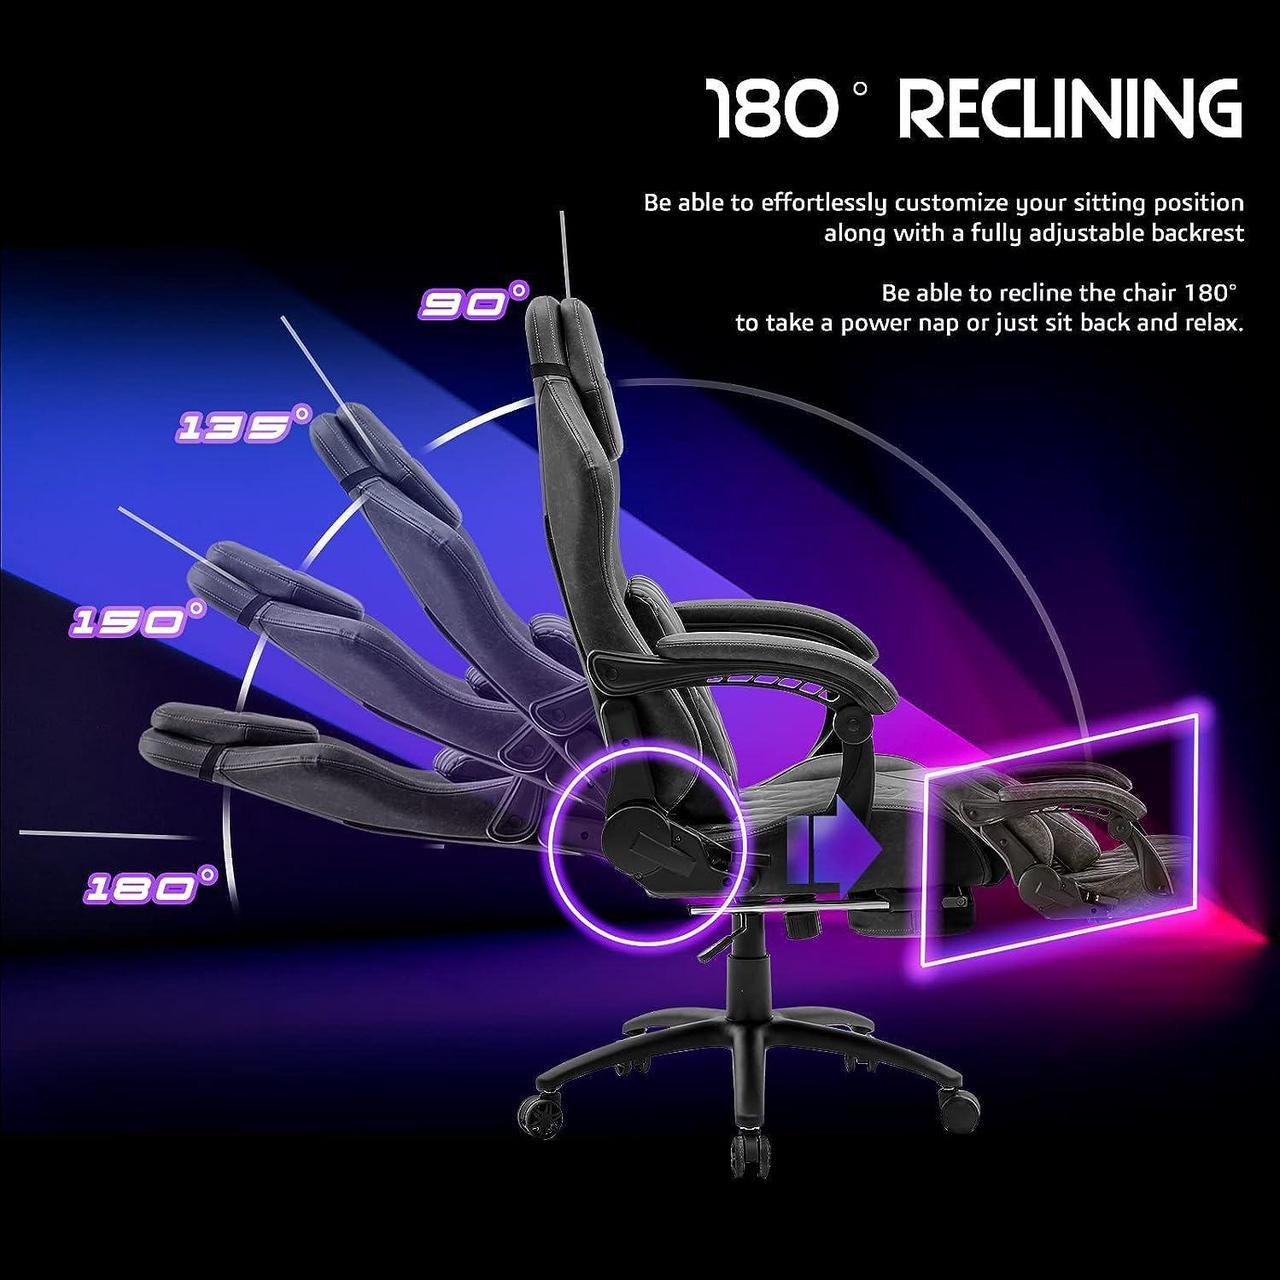 180° RECLINING
Be able to effortlessly customize your sitting position
along with a fully adjustable backrest
Be able to recline the chair 180°
to take a power nap or just sit back and relax.
90°
135°
150°
180°